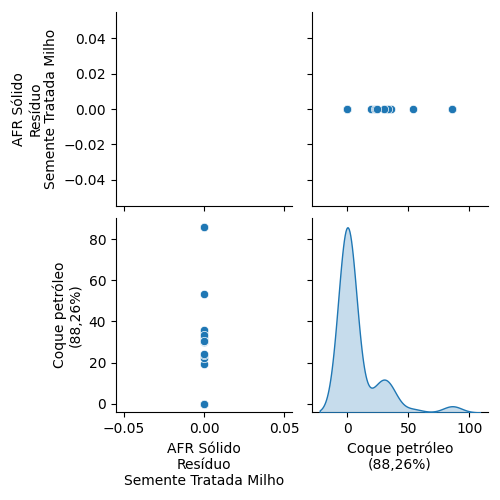 AFR Sólido
Resíduo
Semente Tratada Milho
0.04
0.02
0.00
−0.02
−0.04
Coque petróleo
(88,26%)
80
60
40
20
0
−0.05
0.00
0.05
AFR Sólido
Resíduo
Semente Tratada Milho
0
50
100
Coque petróleo
(88,26%)